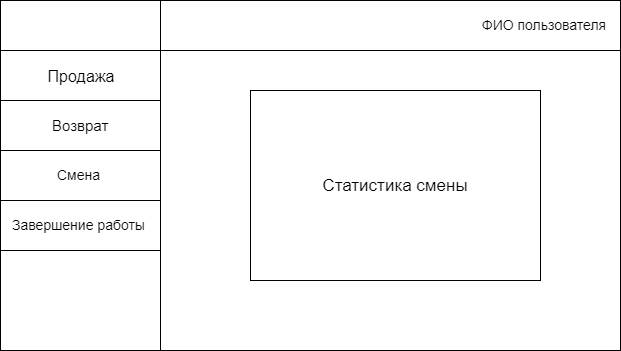 ФИО пользователя
Продажа
Возврат
Смена
Завершение работы
Статистика смены